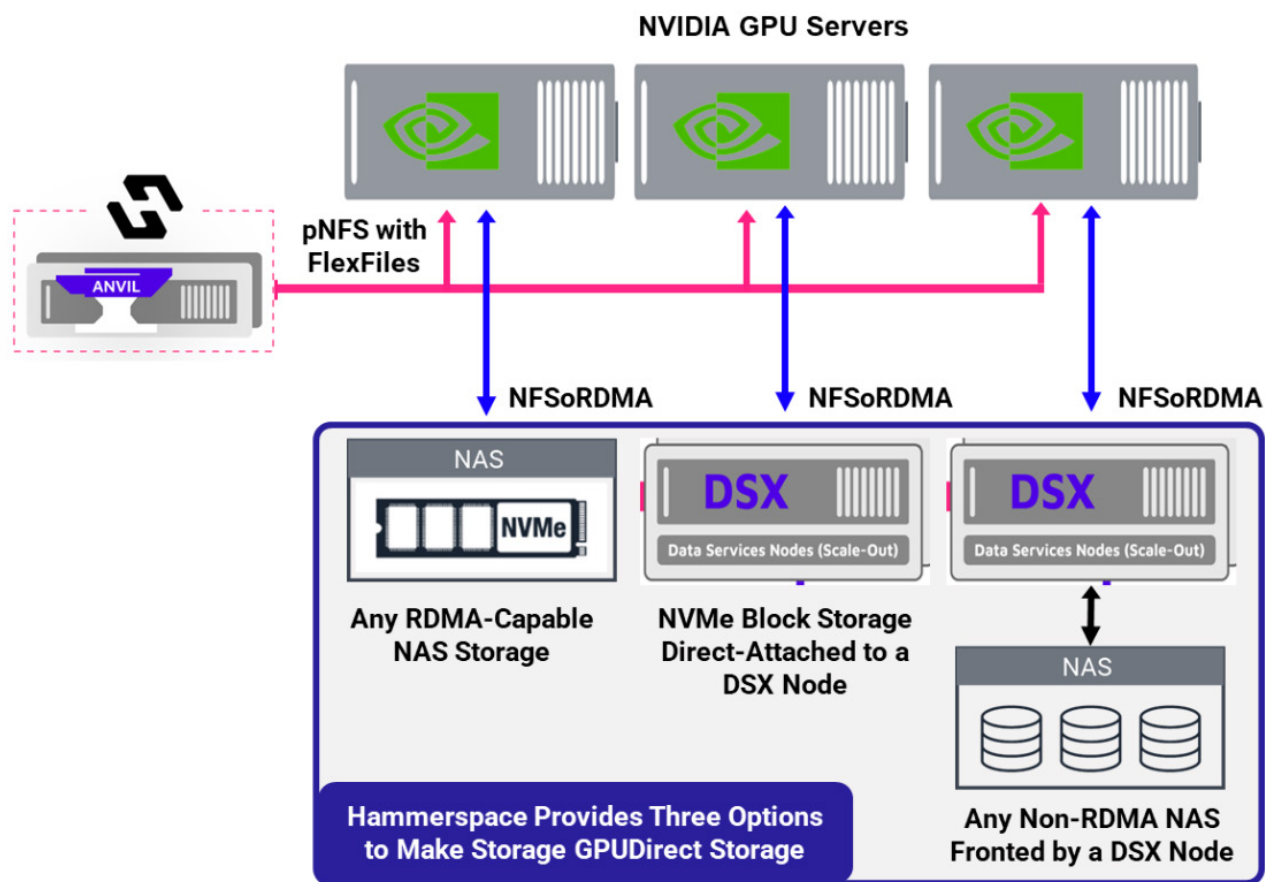 NVIDIA GPU Servers
pNFS with
FlexFiles
ANVIL
NFSoRDMA
NFSoRDMA
NFSoRDMA
NAS
NVMe
DSX
Data Services Nodes (Scale-Out)
DSX
Data Services Nodes (Scale-Out)
Any RDMA-Capable
NAS Storage
NVMe Block Storage
Direct-Attached to a
DSX Node
NAS
Any Non-RDMA NAS
Fronted by a DSX Node
Hammerspace Provides Three Options
to Make Storage GPUDirect Storage